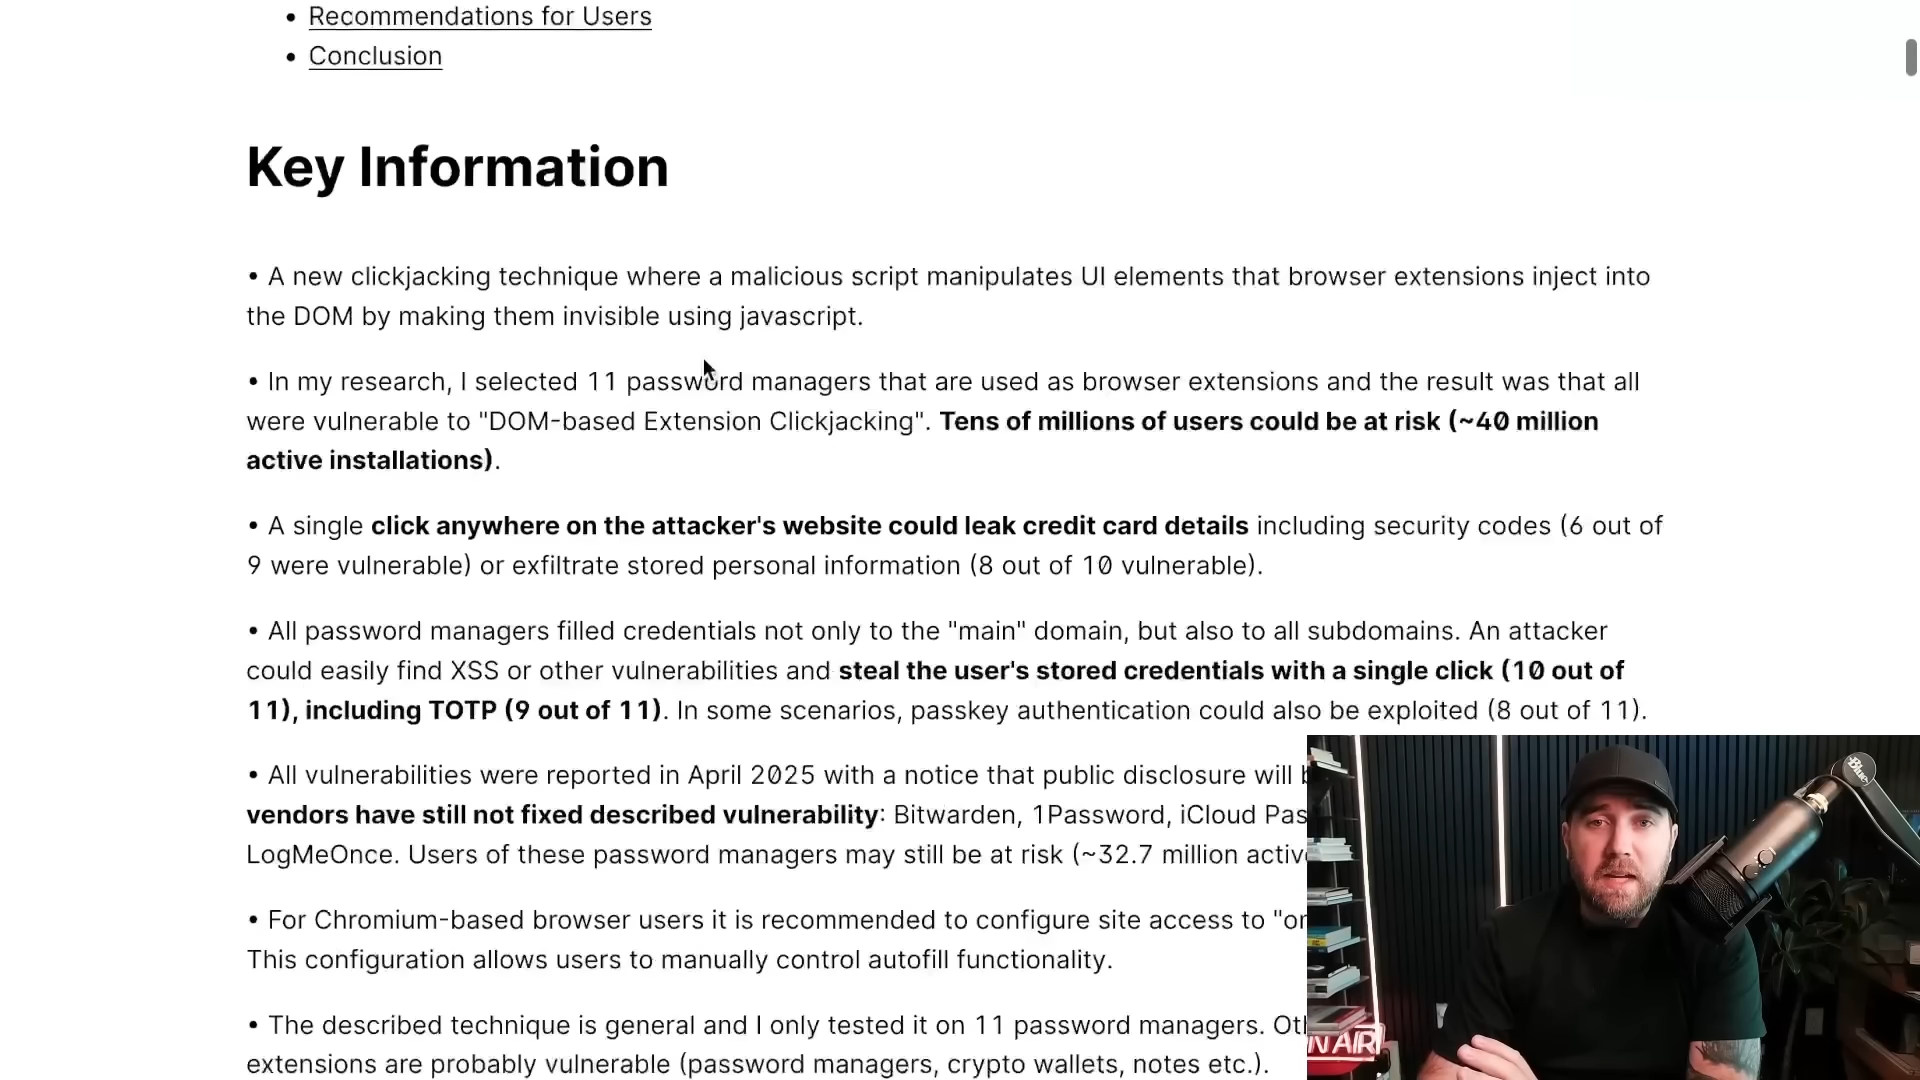 • Recommendations for Users
• Conclusion
Key Information
• A new clickjacking technique where a malicious script manipulates UI elements that browser extensions inject into
the DOM by making them invisible using javascript.
• In my research, I selected 11 password managers that are used as browser extensions and the result was that all
were vulnerable to "DOM-based Extension Clickjacking". Tens of millions of users could be at risk (~40 million
active installations).
• A single click anywhere on the attacker's website could leak credit card details including security codes (6 out of
9 were vulnerable) or exfiltrate stored personal information (8 out of 10 vulnerable).
• All password managers filled credentials not only to the "main" domain, but also to all subdomains. An attacker
could easily find XSS or other vulnerabilities and steal the user's stored credentials with a single click (10 out of
11), including TOTP (9 out of 11). In some scenarios, passkey authentication could also be exploited (8 out of 11).
• All vulnerabilities were reported in April 2025 with a notice that public disclosure will
vendors have still not fixed described vulnerability: Bitwarden, 1Password, iCloud Pas
LogMeOnce. Users of these password managers may still be at risk (~32.7 million activ
• For Chromium-based browser users it is recommended to configure site access to "on
This configuration allows users to manually control autofill functionality.
• The described technique is general and I only tested it on 11 password managers. Ot
extensions are probably vulnerable (password managers, crypto wallets, notes etc.).
Blue
N AIR